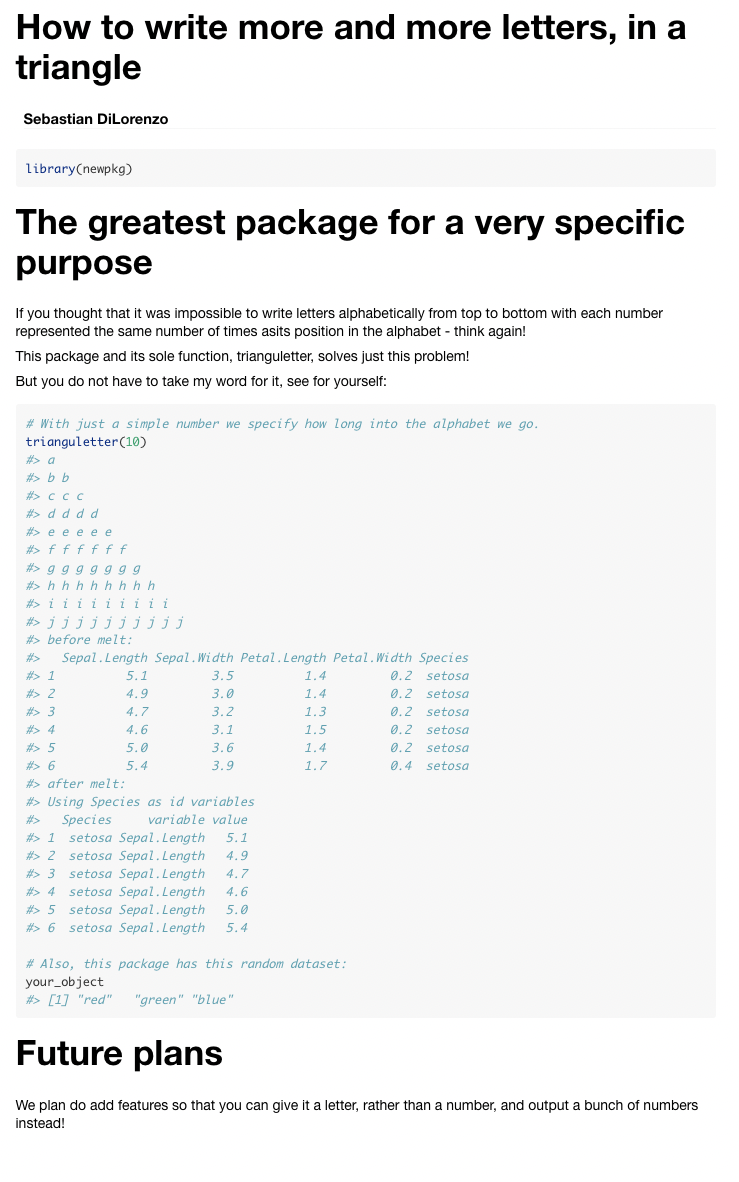 How to write more and more letters, in a
triangle
Sebastian DiLorenzo
library(newpkg)
The greatest package for a very specific
purpose
If you thought that it was impossible to write letters alphabetically from top to bottom with each number
represented the same number of times asits position in the alphabet - think again!
This package and its sole function, trianguletter, solves just this problem!
But you do not have to take my word for it, see for yourself:
# With just a simple number we specify how long into the alphabet we go.
trianguletter(10)
#> a
#> b b
#> c c c
#> d d d d
#> e e e e e
#> f f f f f f
#> g g g g g g g
#> h h h h h h h h
#> i i i i i i i i i
#> j j j j j j j j j j
#> before melt:
#>   Sepal.Length Sepal.Width Petal.Length Petal.Width Species
#> 1          5.1         3.5          1.4         0.2  setosa
#> 2          4.9         3.0          1.4         0.2  setosa
#> 3          4.7         3.2          1.3         0.2  setosa
#> 4          4.6         3.1          1.5         0.2  setosa
#> 5          5.0         3.6          1.4         0.2  setosa
#> 6          5.4         3.9          1.7         0.4  setosa
#> after melt:
#> Using Species as id variables
#>   Species     variable value
#> 1  setosa Sepal.Length   5.1
#> 2  setosa Sepal.Length   4.9
#> 3  setosa Sepal.Length   4.7
#> 4  setosa Sepal.Length   4.6
#> 5  setosa Sepal.Length   5.0
#> 6  setosa Sepal.Length   5.4
# Also, this package has this random dataset:
your_object
#> [1] "red"   "green" "blue"
Future plans
We plan do add features so that you can give it a letter, rather than a number, and output a bunch of numbers
instead!